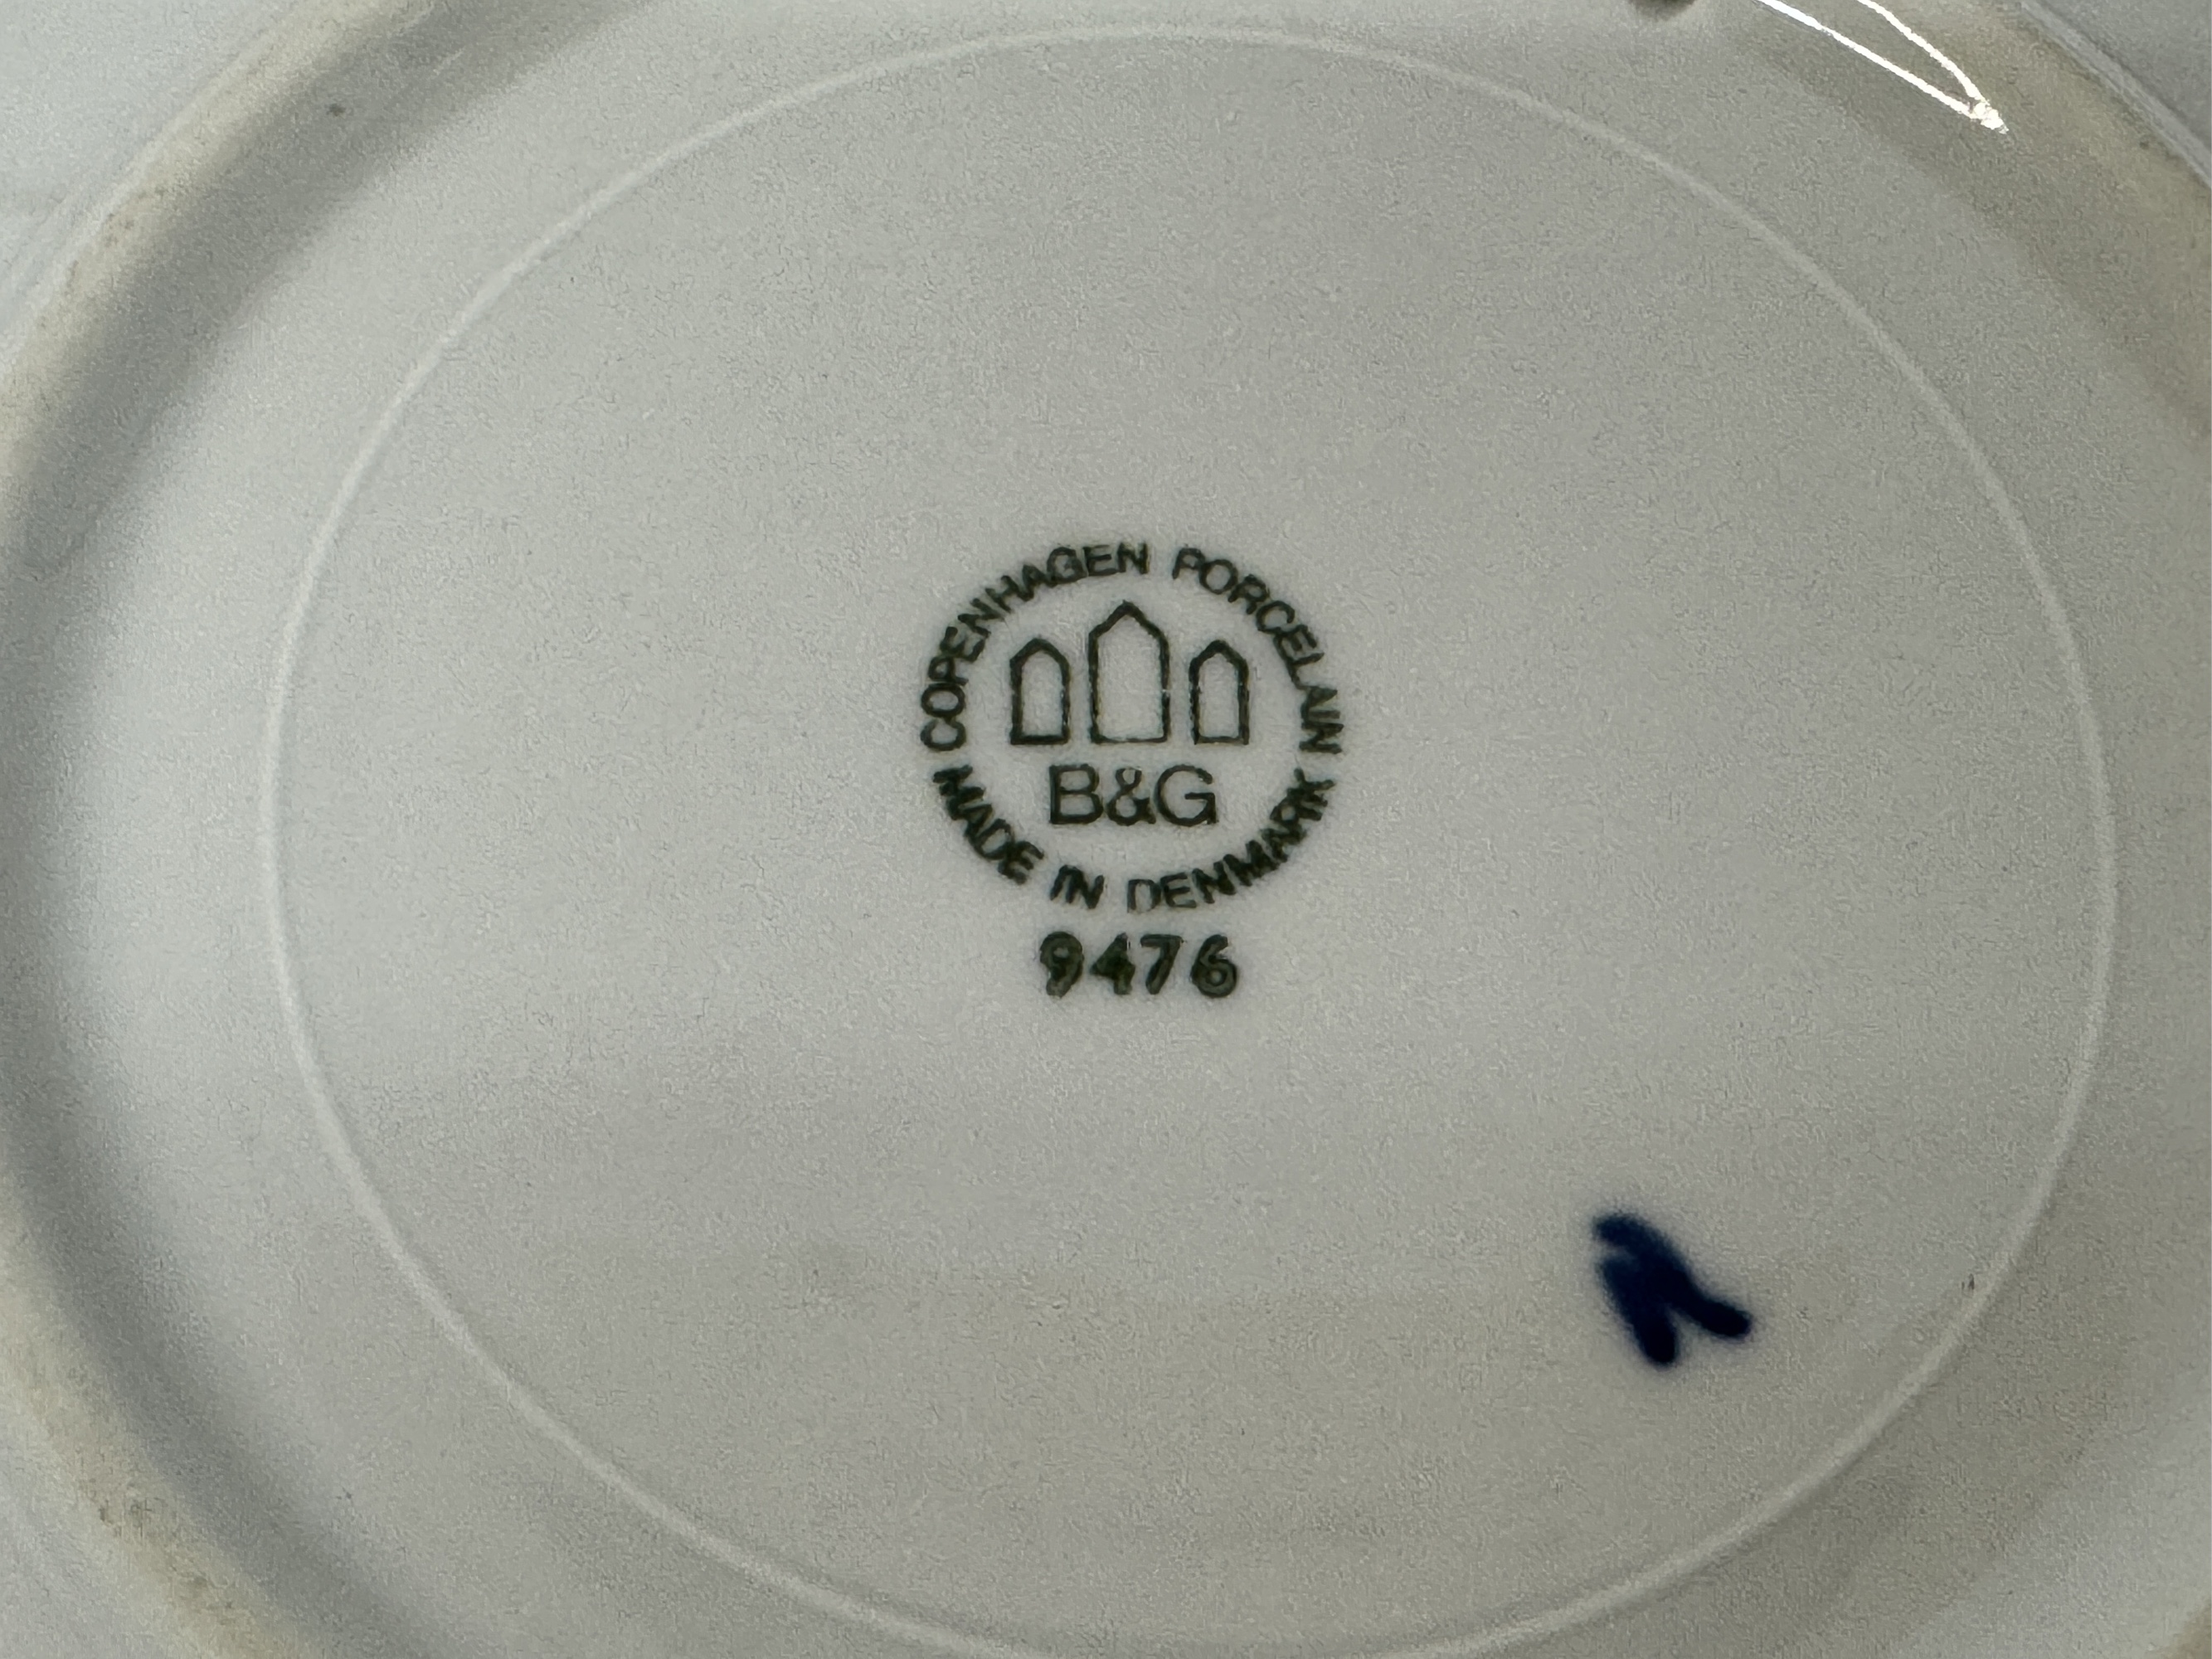 COPENHAGEN PORCELAIN
B&G
MADE IN DENMARK
9476